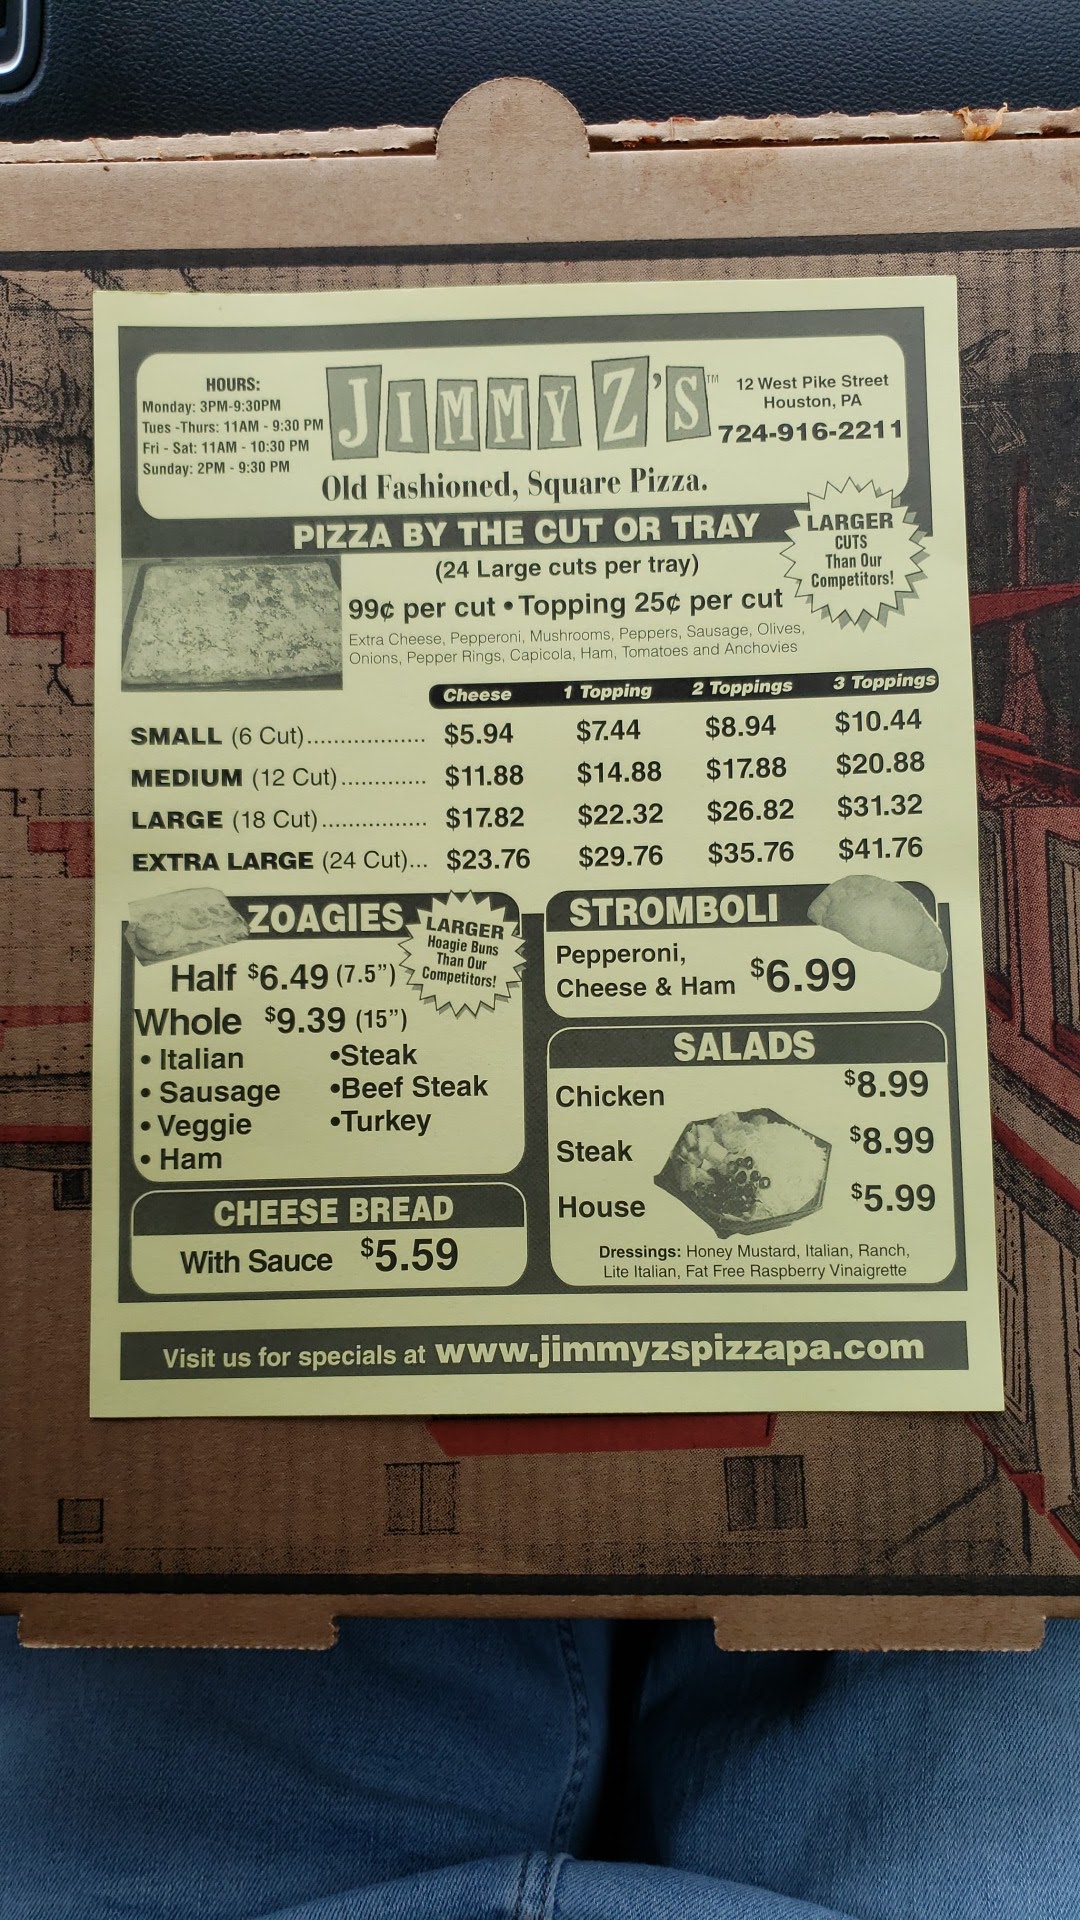 HOURS:
Monday: 3PM-9:30PM
Tues -Thurs: 11AM - 9:30 PM
Fri - Sat: 11AM - 10:30 PM
Sunday: 2PM - 9:30 PM
JIMMY Z'S™
12 West Pike Street
Houston, PA
724-916-2211
Old Fashioned, Square Pizza.
PIZZA BY THE CUT OR TRAY
LARGER
CUTS
Than Our
Competitors!
(24 Large cuts per tray)
99¢ per cut • Topping 25¢ per cut
Extra Cheese, Pepperoni, Mushrooms, Peppers, Sausage, Olives,
Onions, Pepper Rings, Capicola, Ham, Tomatoes and Anchovies
Cheese 1 Topping 2 Toppings 3 Toppings
SMALL (6 Cut)................... $5.94 $7.44 $8.94 $10.44
MEDIUM (12 Cut)............. $11.88 $14.88 $17.88 $20.88
LARGE (18 Cut)................ $17.82 $22.32 $26.82 $31.32
EXTRA LARGE (24 Cut)... $23.76 $29.76 $35.76 $41.76
ZOAGIES
LARGER
Hoagie Buns
Than Our
Competitors!
Half $6.49 (7.5")
Whole $9.39 (15")
• Italian •Steak
• Sausage •Beef Steak
• Veggie •Turkey
• Ham
CHEESE BREAD
With Sauce $5.59
STROMBOLI
Pepperoni,
Cheese & Ham $6.99
SALADS
Chicken $8.99
Steak $8.99
House $5.99
Dressings: Honey Mustard, Italian, Ranch,
Lite Italian, Fat Free Raspberry Vinaigrette
Visit us for specials at www.jimmyzspizzapa.com